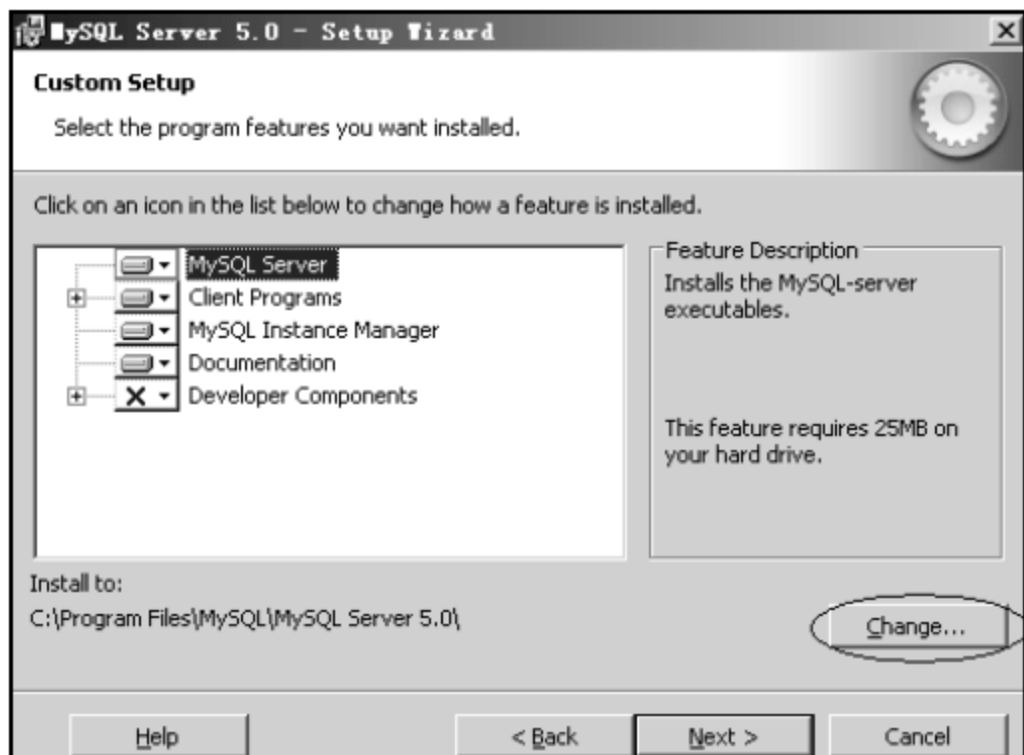 MySQL Server 5.0 - Setup Wizard
Custom Setup
Select the program features you want installed.
Click on an icon in the list below to change how a feature is installed.
MySQL Server
Client Programs
MySQL Instance Manager
Documentation
Developer Components
Feature Description
Installs the MySQL-server
executables.
This feature requires 25MB on
your hard drive.
Install to:
C:\Program Files\MySQL\MySQL Server 5.0\
Change...
Help
< Back
Next >
Cancel